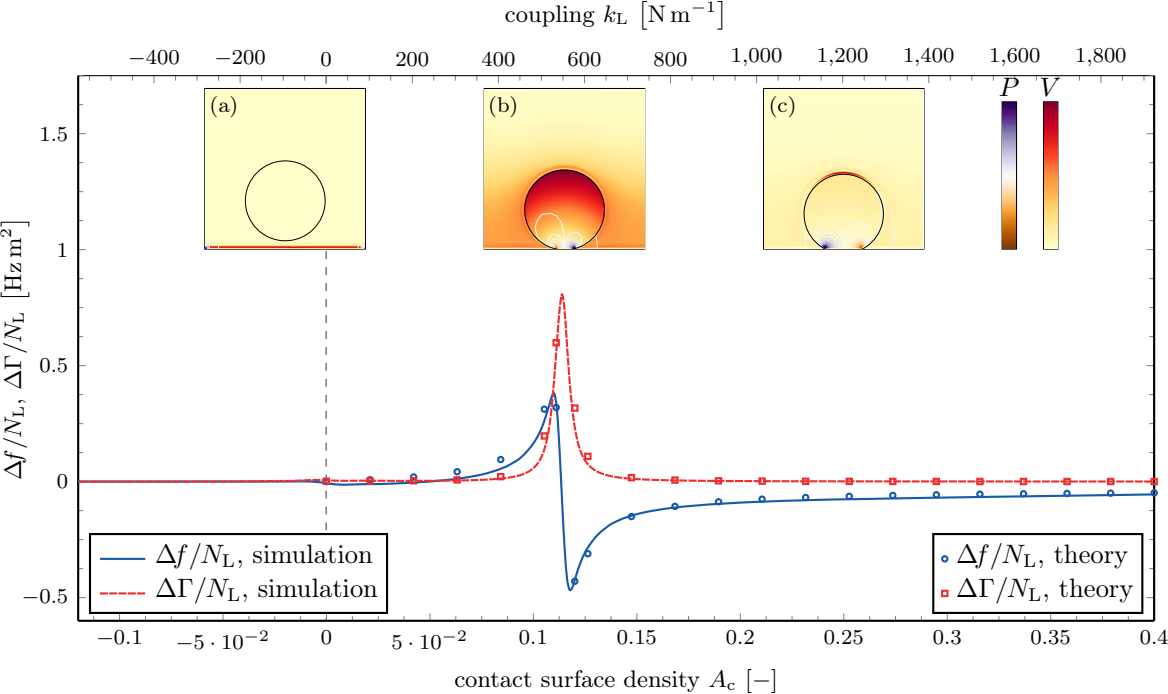 coupling k_L [N m⁻¹]
−400 −200 0 200 400 600 800 1,000 1,200 1,400 1,600 1,800
(a) (b) (c) P V
1.5
1
0.5
0
−0.5
Δf/N_L, ΔΓ/N_L [Hz m²]
Δf/N_L, simulation
ΔΓ/N_L, simulation
Δf/N_L, theory
ΔΓ/N_L, theory
−0.1 −5 · 10⁻² 0 5 · 10⁻² 0.1 0.15 0.2 0.25 0.3 0.35 0.4
contact surface density A_c [−]